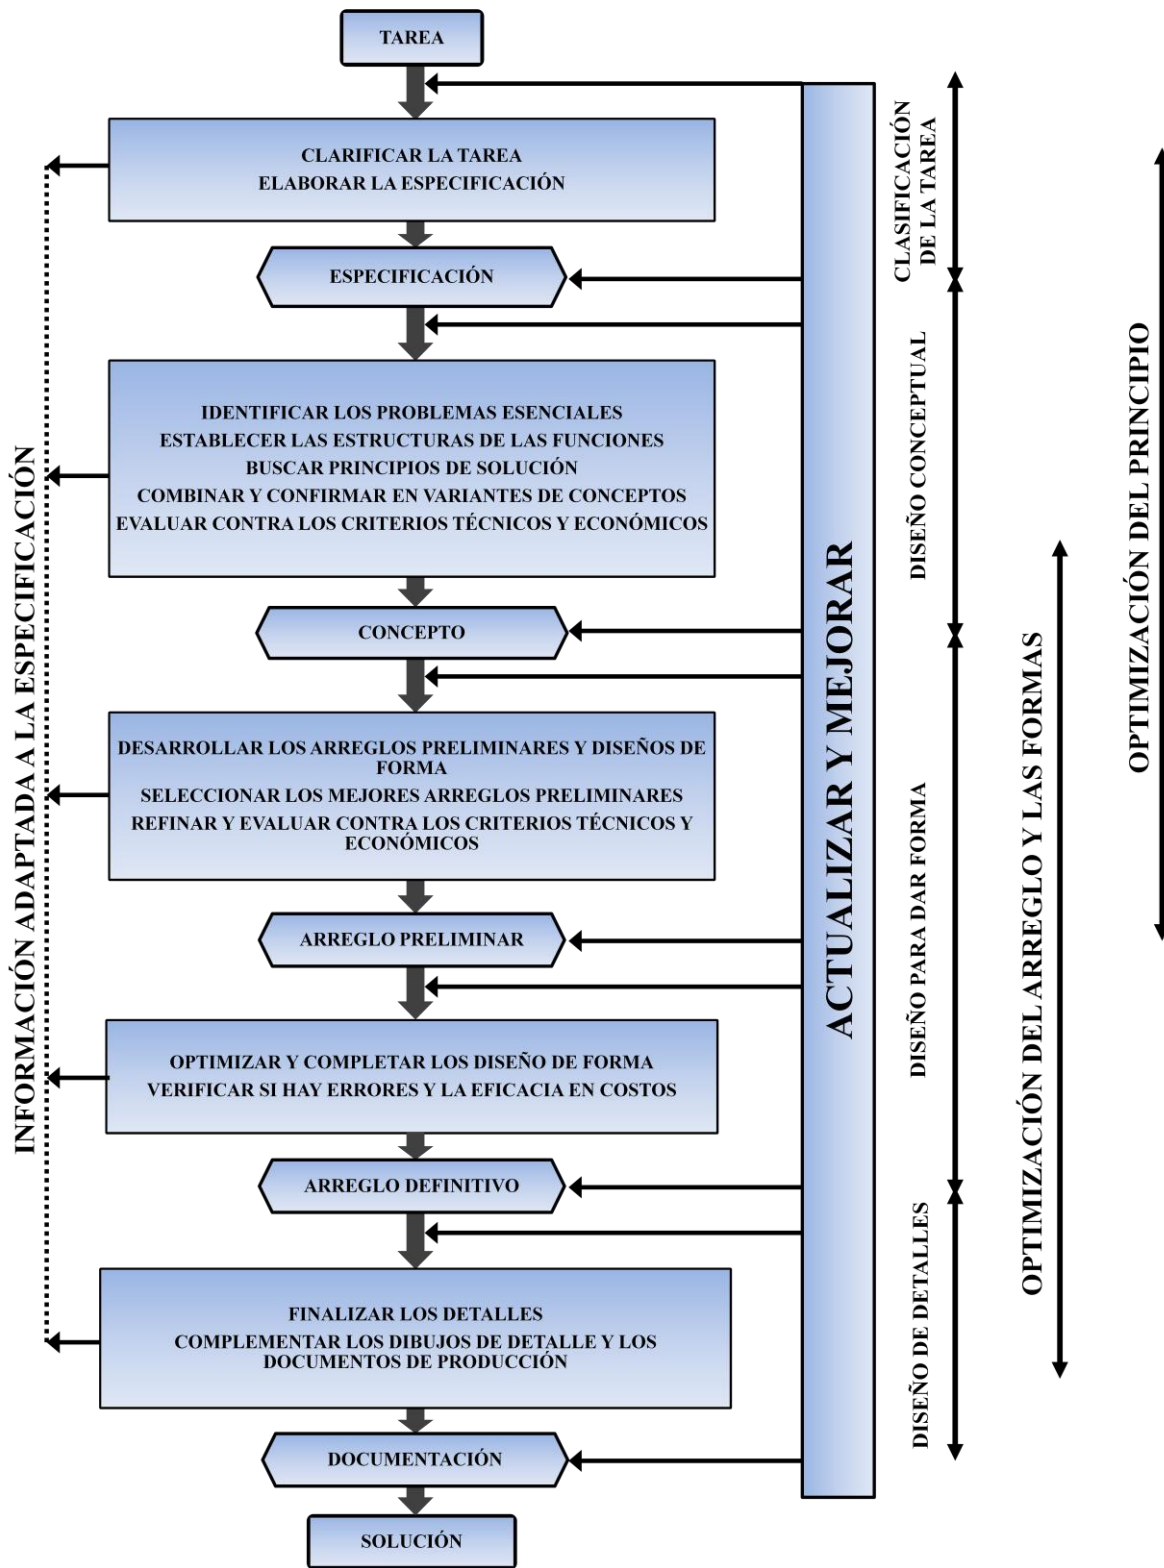 TAREA
CLARIFICAR LA TAREA
ELABORAR LA ESPECIFICACIÓN
ESPECIFICACIÓN
IDENTIFICAR LOS PROBLEMAS ESENCIALES
ESTABLECER LAS ESTRUCTURAS DE LAS FUNCIONES
BUSCAR PRINCIPIOS DE SOLUCIÓN
COMBINAR Y CONFIRMAR EN VARIANTES DE CONCEPTOS
EVALUAR CONTRA LOS CRITERIOS TÉCNICOS Y ECONÓMICOS
CONCEPTO
DESARROLLAR LOS ARREGLOS PRELIMINARES Y DISEÑOS DE
FORMA
SELECCIONAR LOS MEJORES ARREGLOS PRELIMINARES
REFINAR Y EVALUAR CONTRA LOS CRITERIOS TÉCNICOS Y
ECONÓMICOS
ARREGLO PRELIMINAR
OPTIMIZAR Y COMPLETAR LOS DISEÑO DE FORMA
VERIFICAR SI HAY ERRORES Y LA EFICACIA EN COSTOS
ARREGLO DEFINITIVO
FINALIZAR LOS DETALLES
COMPLEMENTAR LOS DIBUJOS DE DETALLE Y LOS
DOCUMENTOS DE PRODUCCIÓN
DOCUMENTACIÓN
SOLUCIÓN
INFORMACIÓN ADAPTADA A LA ESPECIFICACIÓN
ACTUALIZAR Y MEJORAR
CLASIFICACIÓN
DE LA TAREA
DISEÑO CONCEPTUAL
DISEÑO PARA DAR FORMA
DISEÑO DE DETALLES
OPTIMIZACIÓN DEL ARREGLO Y LAS FORMAS
OPTIMIZACIÓN DEL PRINCIPIO